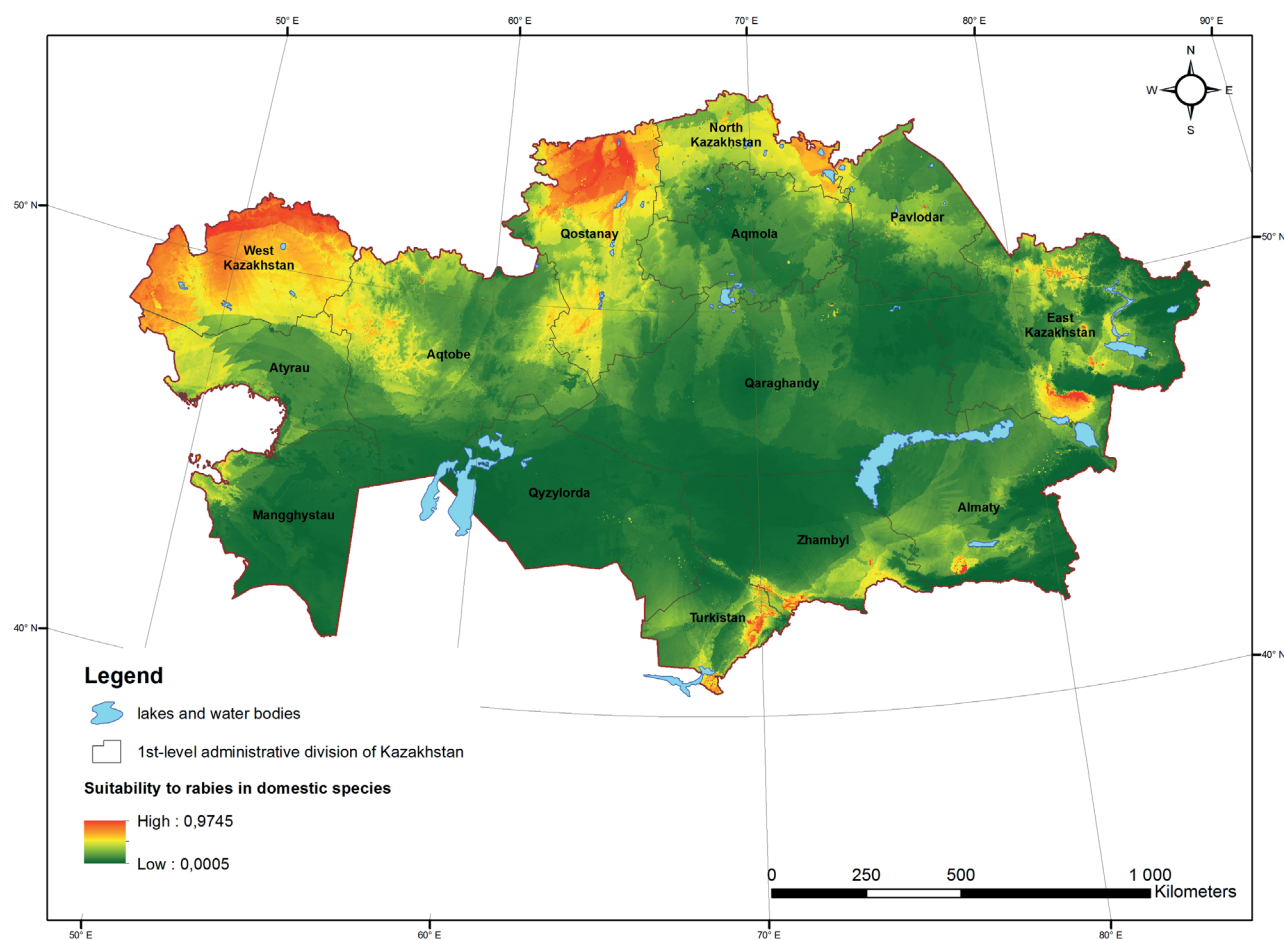 50° E
60° E
70° E
80° E
90° E
N
W
E
S
North
Kazakhstan
50° N
Pavlodar
Qostanay
Aqmola
50° N
West
Kazakhstan
East
Kazakhstan
Aqtobe
Atyrau
Qaraghandy
Qyzylorda
Almaty
Mangghystau
Zhambyl
Turkistan
40° N
40° N
Legend
lakes and water bodies
1st-level administrative division of Kazakhstan
Suitability to rabies in domestic species
High : 0,9745
Low : 0,0005
0
250
500
1 000
Kilometers
50° E
60° E
70° E
80° E